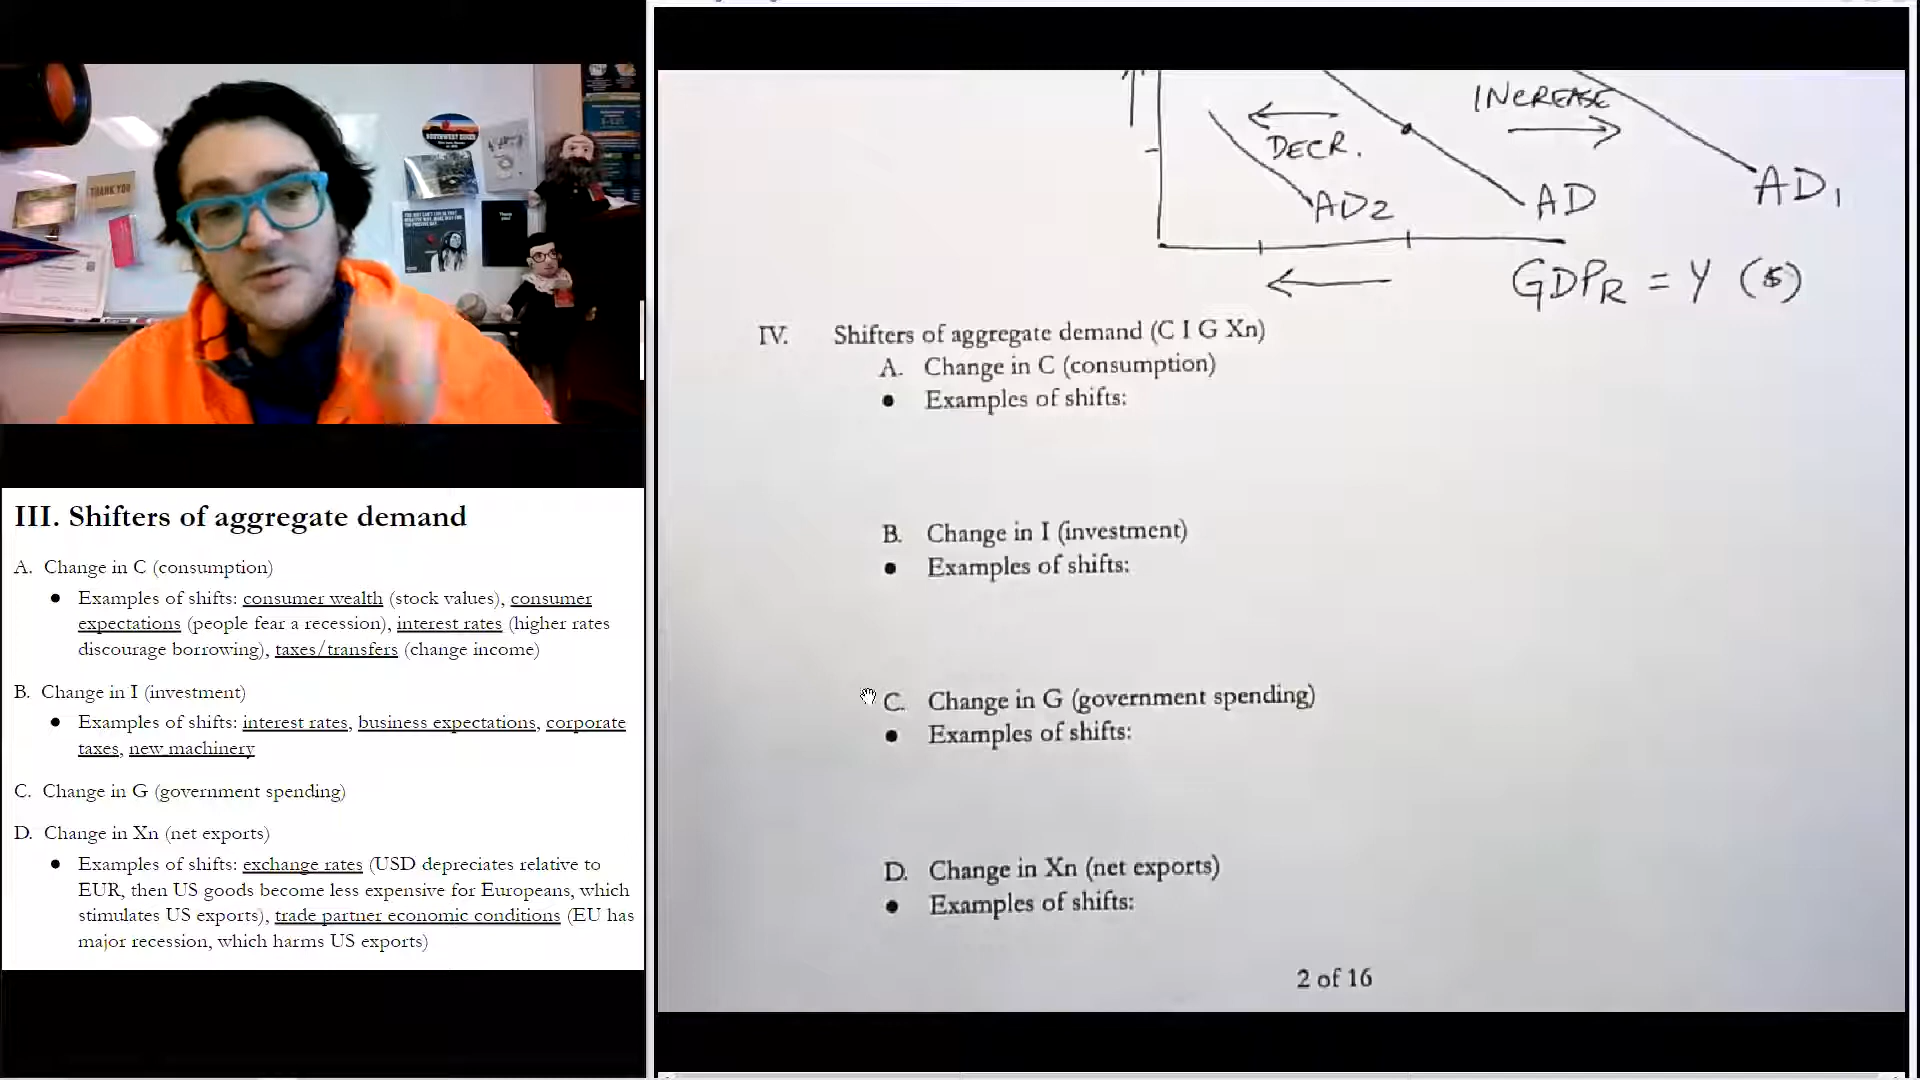 THANK YOU
SOUTHWEST
III. Shifters of aggregate demand
A. Change in C (consumption)
● Examples of shifts: consumer wealth (stock values), consumer
expectations (people fear a recession), interest rates (higher rates
discourage borrowing), taxes/transfers (change income)
B. Change in I (investment)
● Examples of shifts: interest rates, business expectations, corporate
taxes, new machinery
C. Change in G (government spending)
D. Change in Xn (net exports)
● Examples of shifts: exchange rates (USD depreciates relative to
EUR, then US goods become less expensive for Europeans, which
stimulates US exports), trade partner economic conditions (EU has
major recession, which harms US exports)
INCREASE
DECR.
AD2
AD
AD1
GDPR = Y ($)
IV. Shifters of aggregate demand (C I G Xn)
A. Change in C (consumption)
● Examples of shifts:
B. Change in I (investment)
● Examples of shifts:
C. Change in G (government spending)
● Examples of shifts:
D. Change in Xn (net exports)
● Examples of shifts:
2 of 16